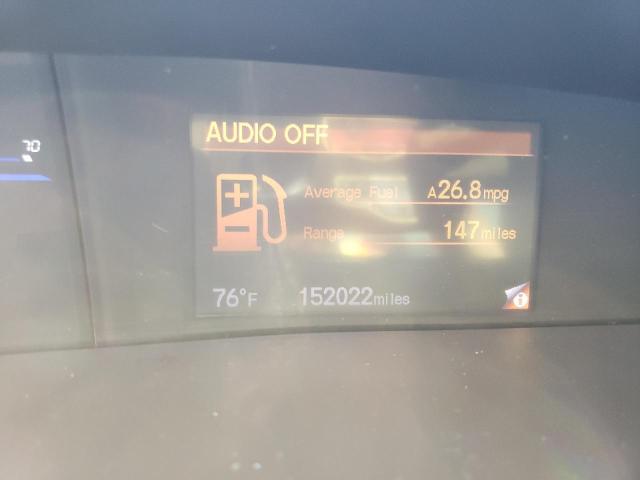 70
AUDIO OFF
Average Fuel A26.8mpg
Range 147miles
76°F 152022miles
i